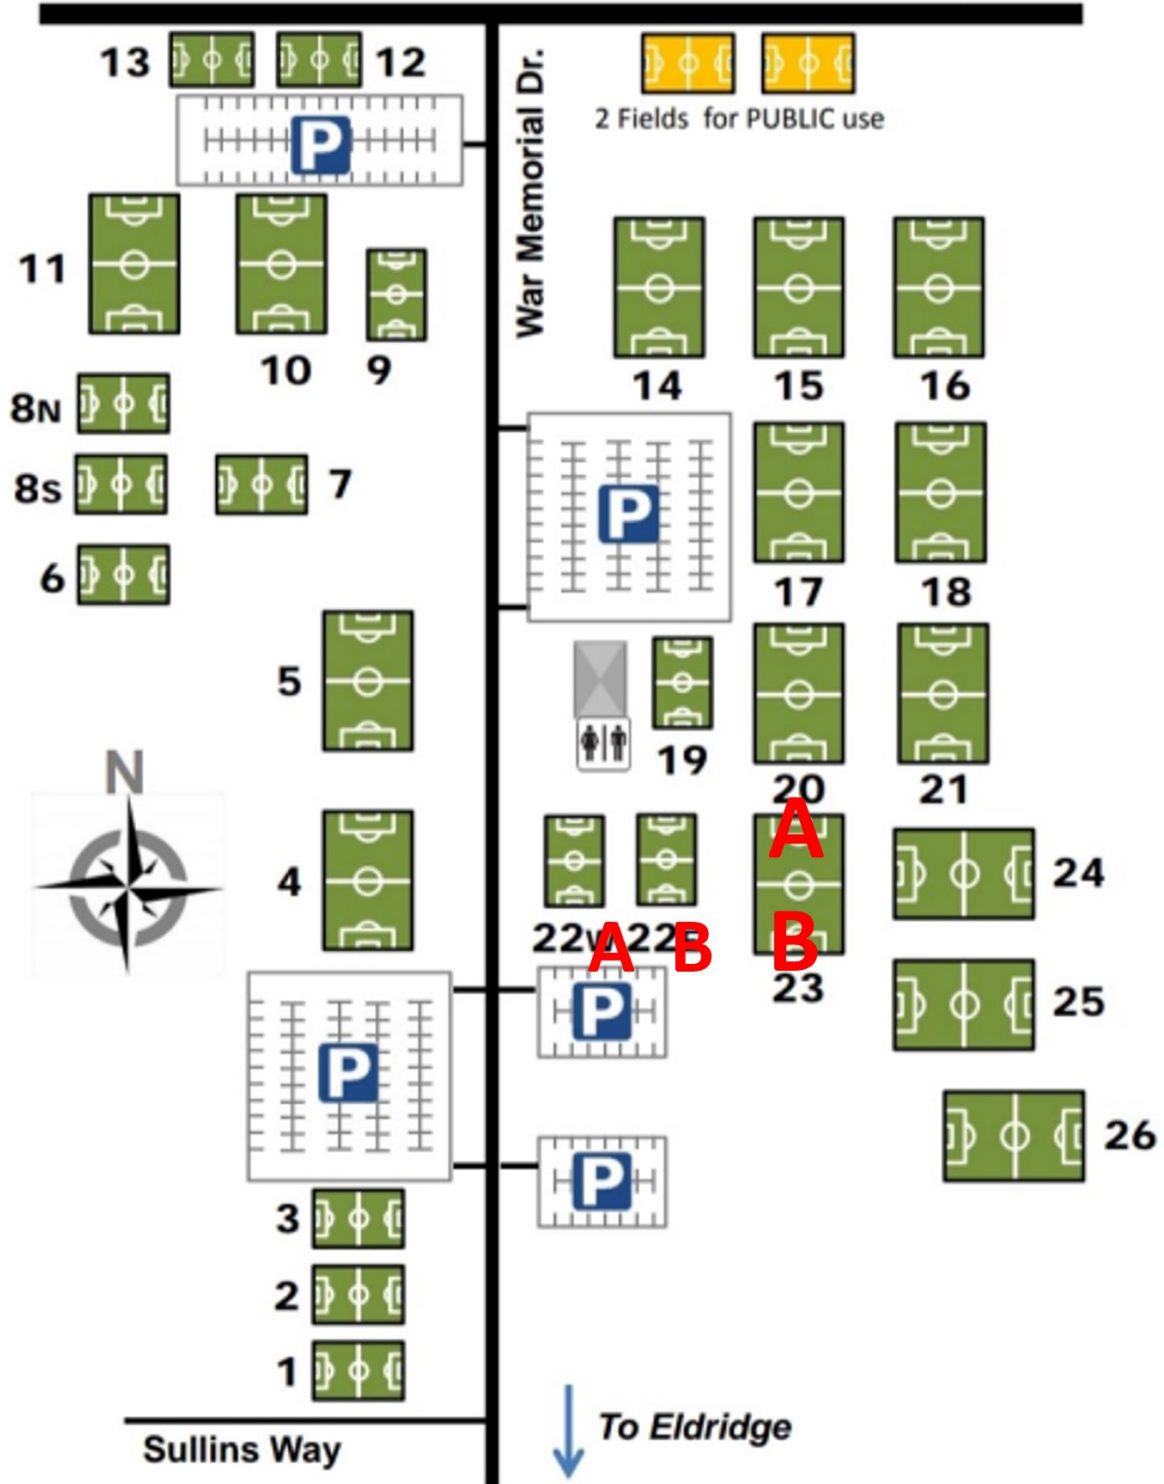 13
12
P
War Memorial Dr.
2 Fields for PUBLIC use
11
10
9
14
15
16
8N
8S
7
6
P
17
18
5
19
20
21
N
4
A
24
22W
A
22E
B
B
23
P
25
P
26
P
3
2
1
To Eldridge
Sullins Way